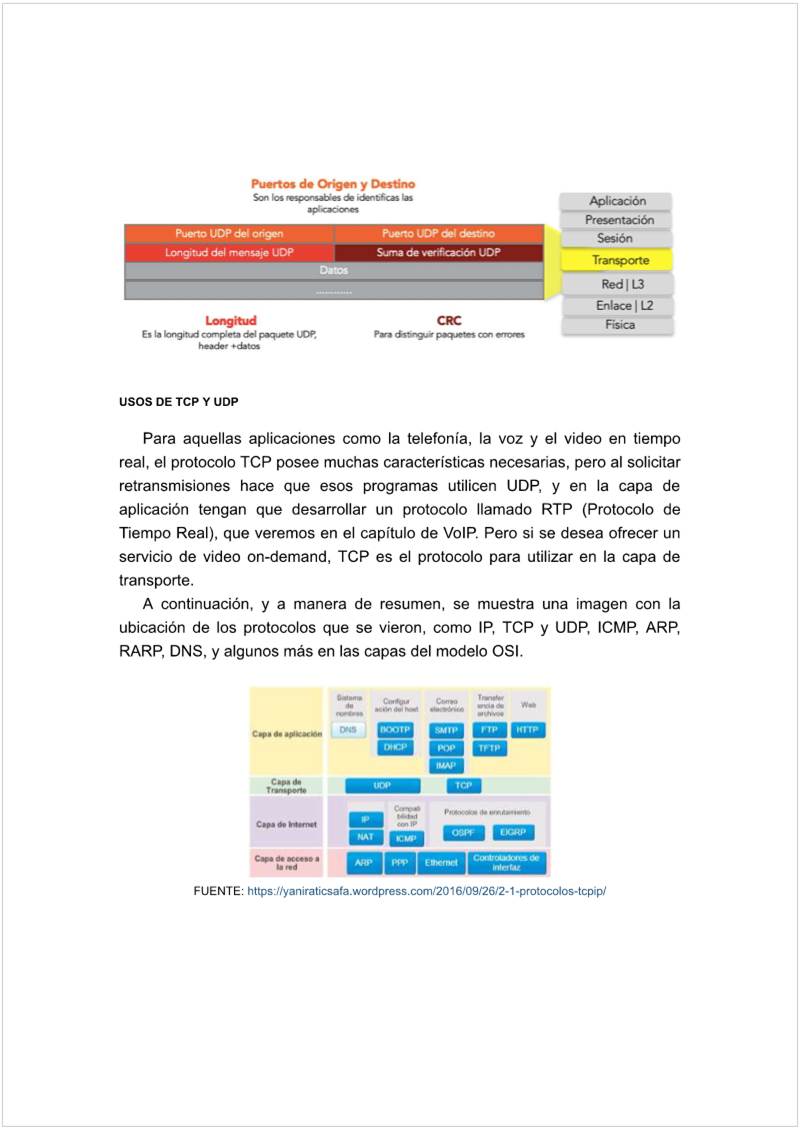 Puertos de Origen y Destino
Son los responsables de identificas las
aplicaciones
Puerto UDP del origen
Puerto UDP del destino
Longitud del mensaje UDP
Suma de verificación UDP
Datos
............
Longitud
Es la longitud completa del paquete UDP,
header +datos
CRC
Para distinguir paquetes con errores
Aplicación
Presentación
Sesión
Transporte
Red | L3
Enlace | L2
Física
USOS DE TCP Y UDP
Para aquellas aplicaciones como la telefonía, la voz y el video en tiempo
real, el protocolo TCP posee muchas características necesarias, pero al solicitar
retransmisiones hace que esos programas utilicen UDP, y en la capa de
aplicación tengan que desarrollar un protocolo llamado RTP (Protocolo de
Tiempo Real), que veremos en el capítulo de VoIP. Pero si se desea ofrecer un
servicio de video on-demand, TCP es el protocolo para utilizar en la capa de
transporte.
A continuación, y a manera de resumen, se muestra una imagen con la
ubicación de los protocolos que se vieron, como IP, TCP y UDP, ICMP, ARP,
RARP, DNS, y algunos más en las capas del modelo OSI.
Capa de aplicación
Sistema
de
nombres
DNS
Configur
ación del host
BOOTP
DHCP
Correo
electrónico
SMTP
POP
IMAP
Transfer
encia de
archivos
FTP
TFTP
Web
HTTP
Capa de
Transporte
UDP
TCP
Capa de Internet
IP
NAT
Compati
bilidad
con IP
ICMP
Protocolos de enrutamiento
OSPF
EIGRP
Capa de acceso a
la red
ARP
PPP
Ethernet
Controladores de
interfaz
FUENTE: https://yaniraticsafa.wordpress.com/2016/09/26/2-1-protocolos-tcpip/